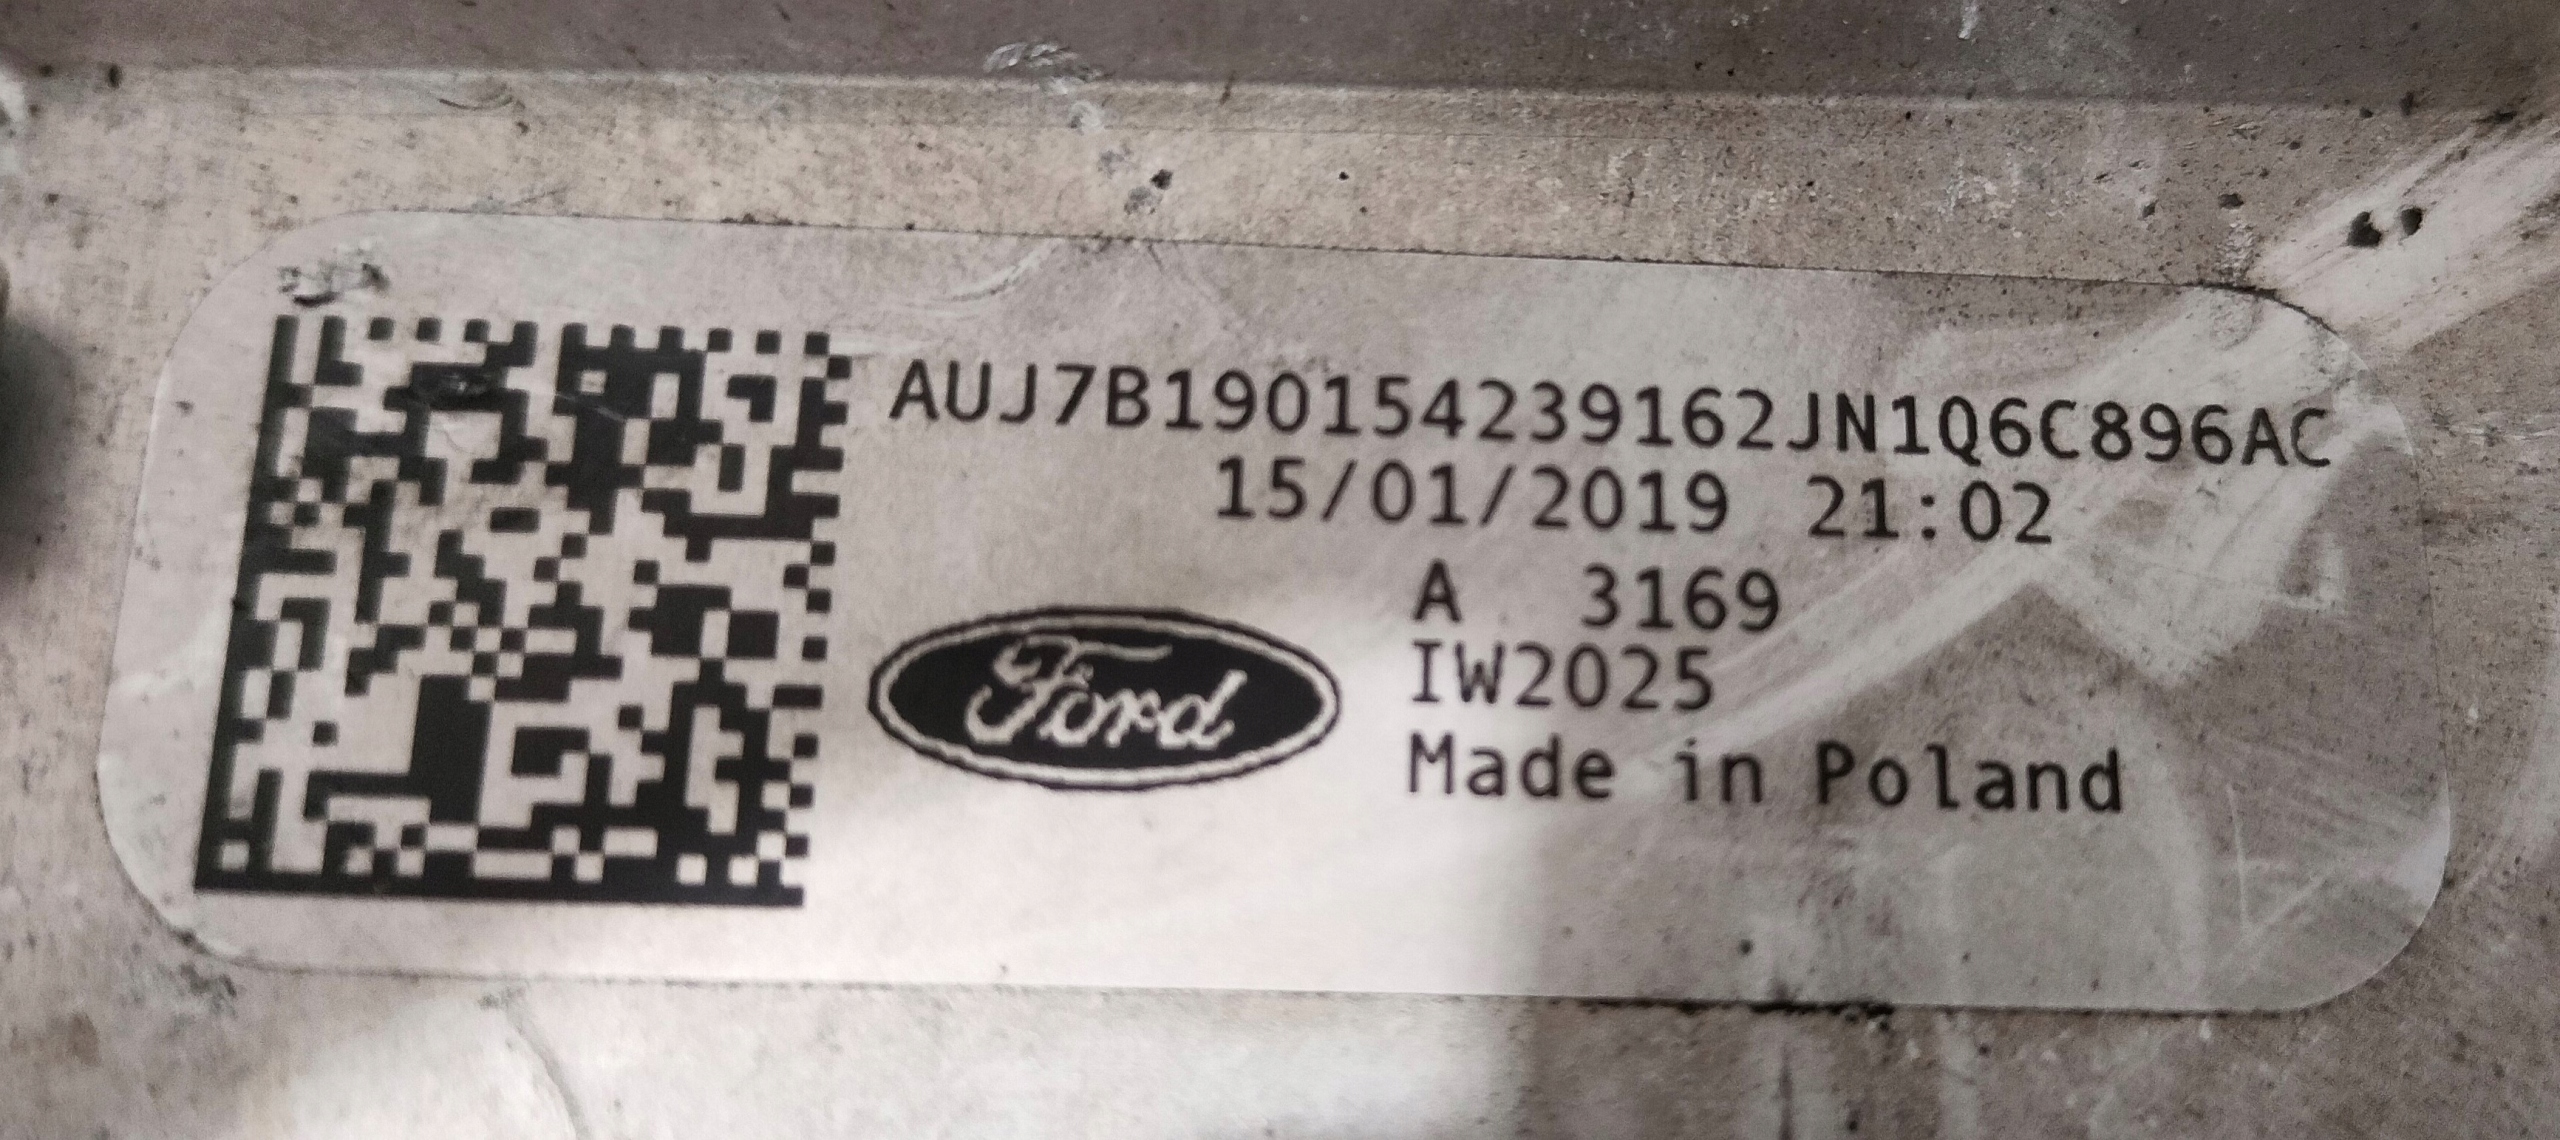 AUJ7B190154239162JN1Q6C896AC
15/01/2019 21:02
A 3169
IW2025
Ford
Made in Poland